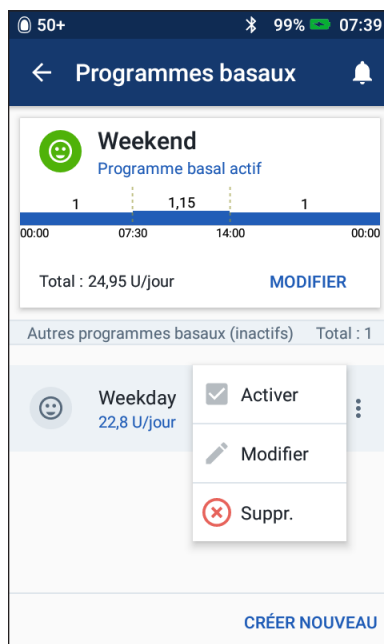 50+ 99% 07:39
Programmes basaux
Weekend
Programme basal actif
1 1,15 1
00:00 07:30 14:00 00:00
Total : 24,95 U/jour MODIFIER
Autres programmes basaux (inactifs) Total : 1
Weekday
22,8 U/jour
Activer
Modifier
Suppr.
CRÉER NOUVEAU